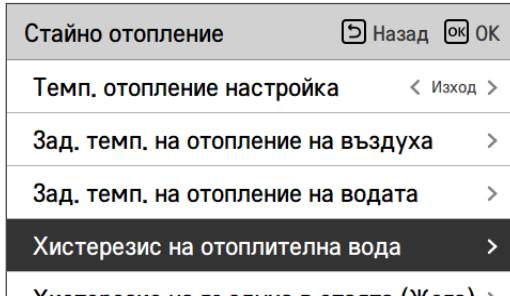 Стайно отопление Назад OK OK
Темп. отопление настройка < Изход >
Зад. темп. на отопление на въздуха >
Зад. темп. на отопление на водата >
Хистерезис на отоплителна вода >